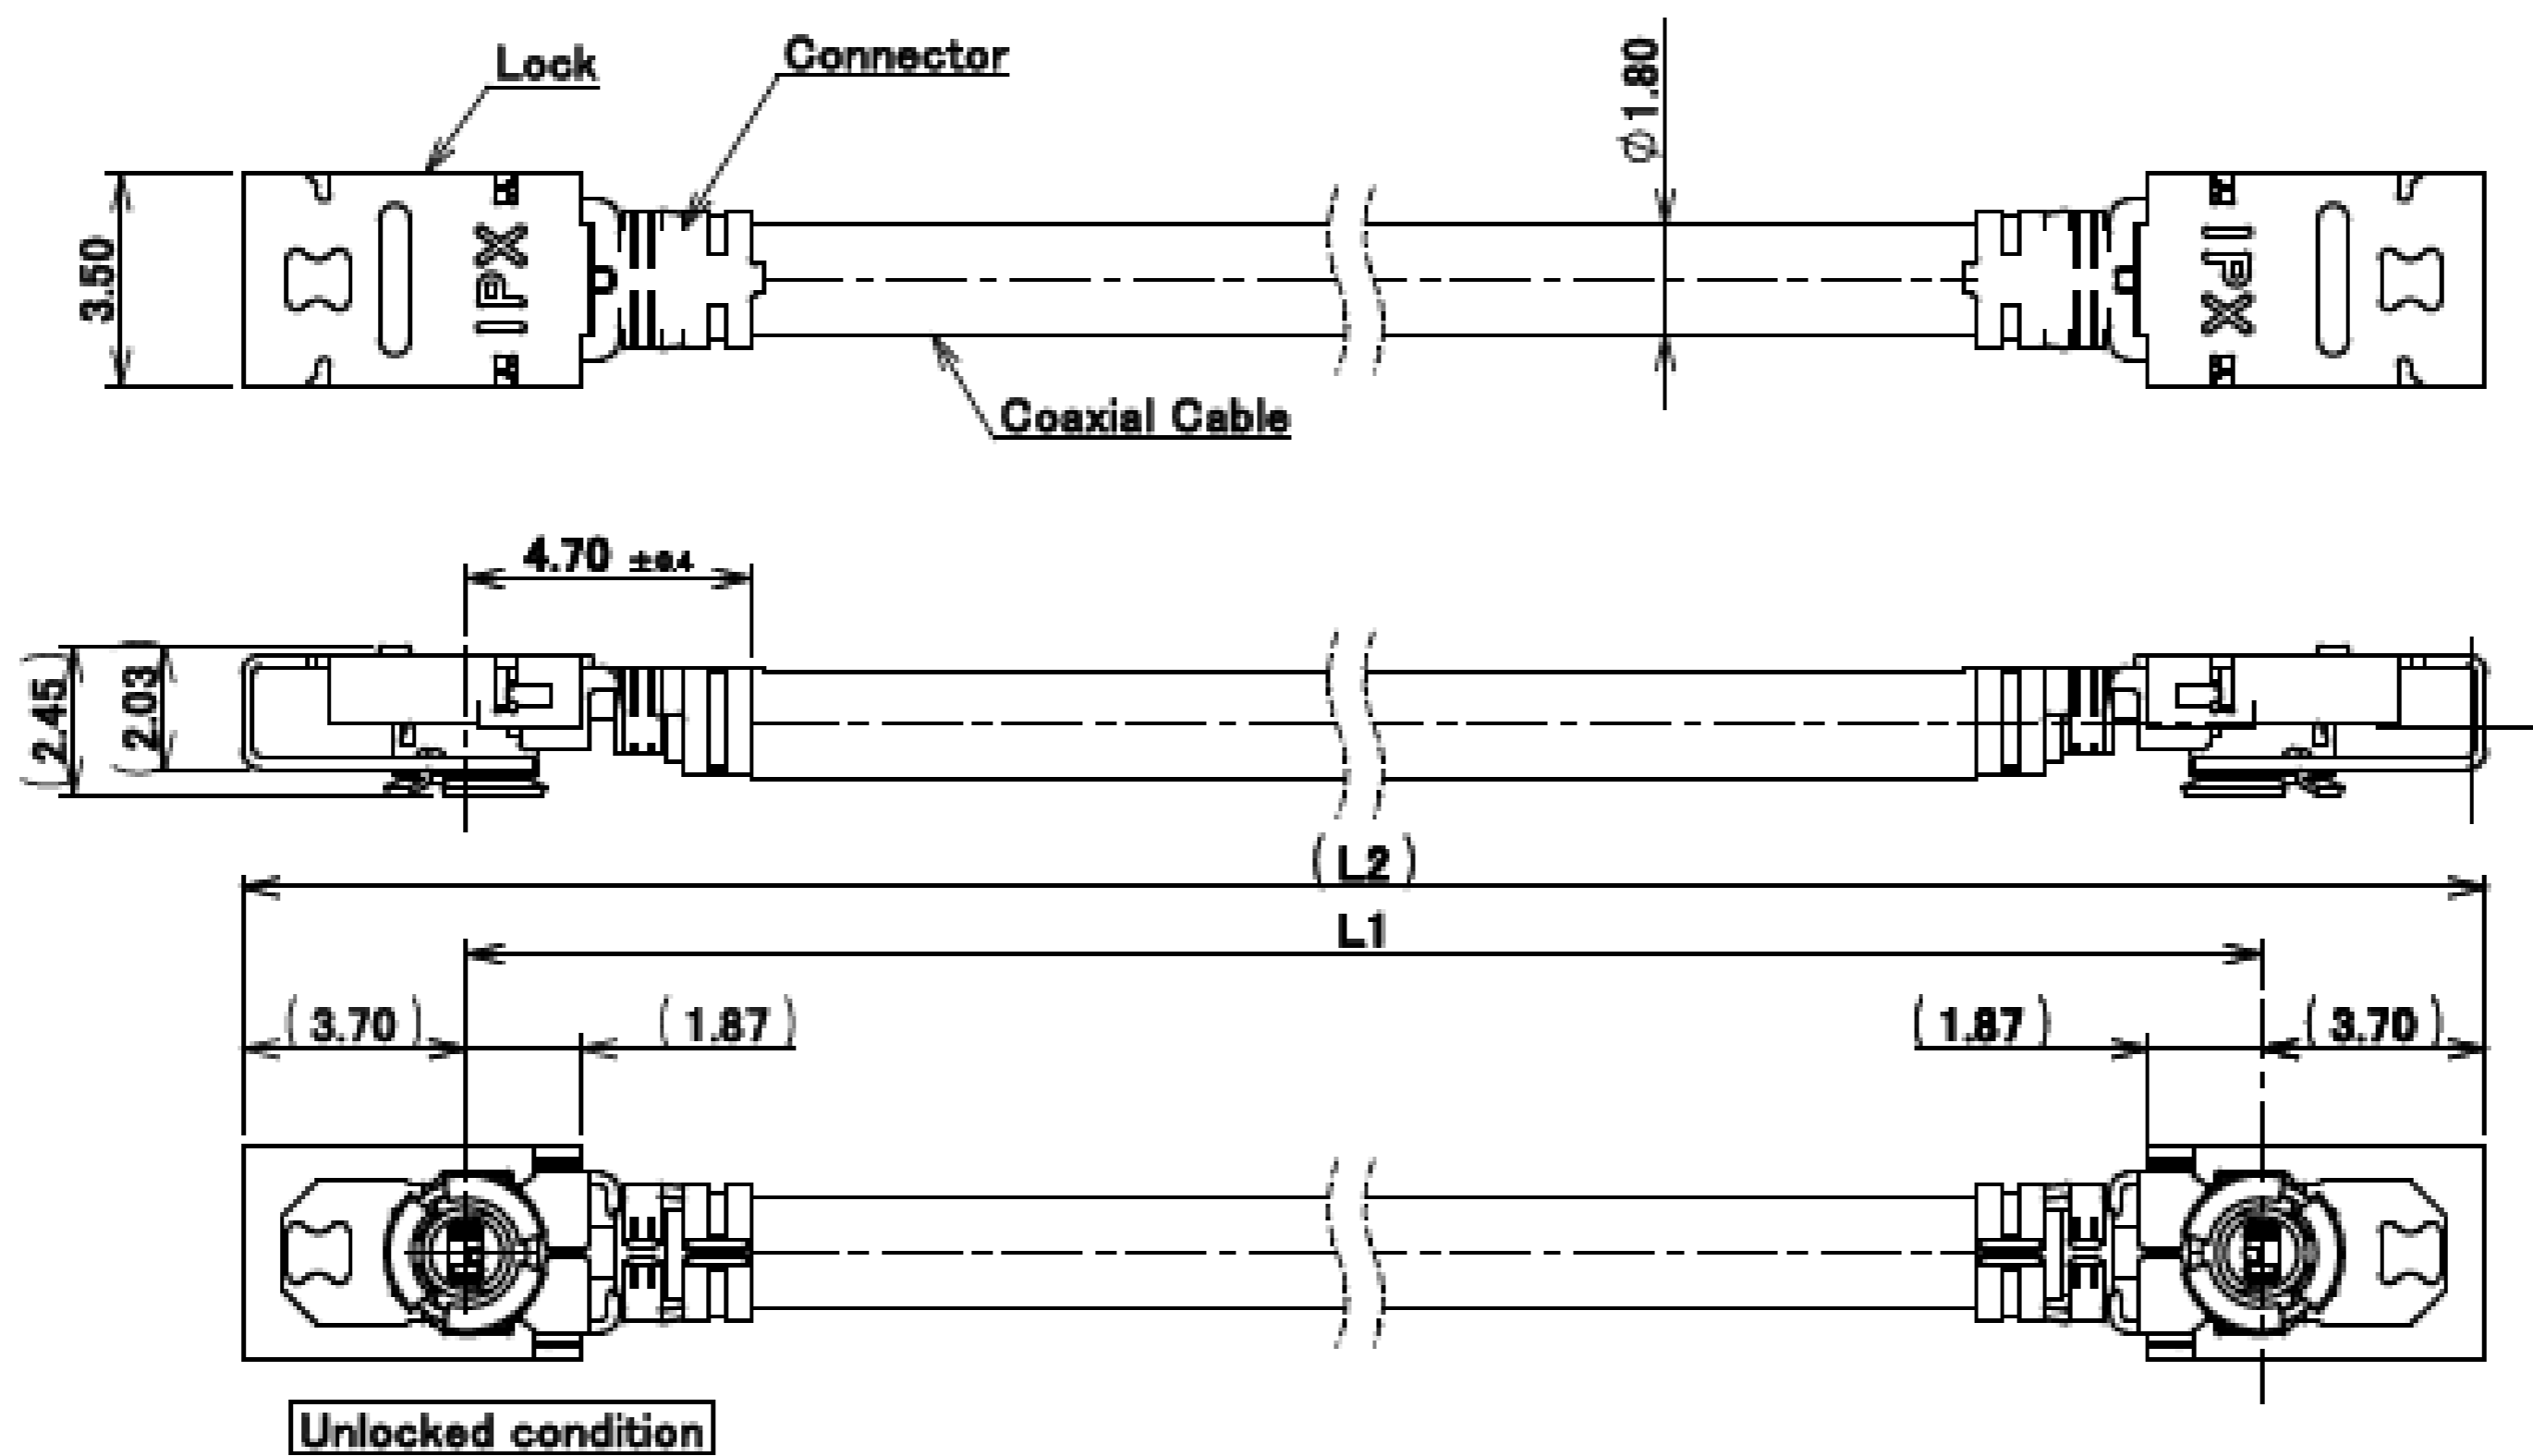 Lock
Connector
Ø1.80
3.50
IPX
IPX
Coaxial Cable
4.70 ±0.4
(2.45)
(2.03)
(L2)
L1
(3.70)
(1.87)
(1.87)
(3.70)
Unlocked condition